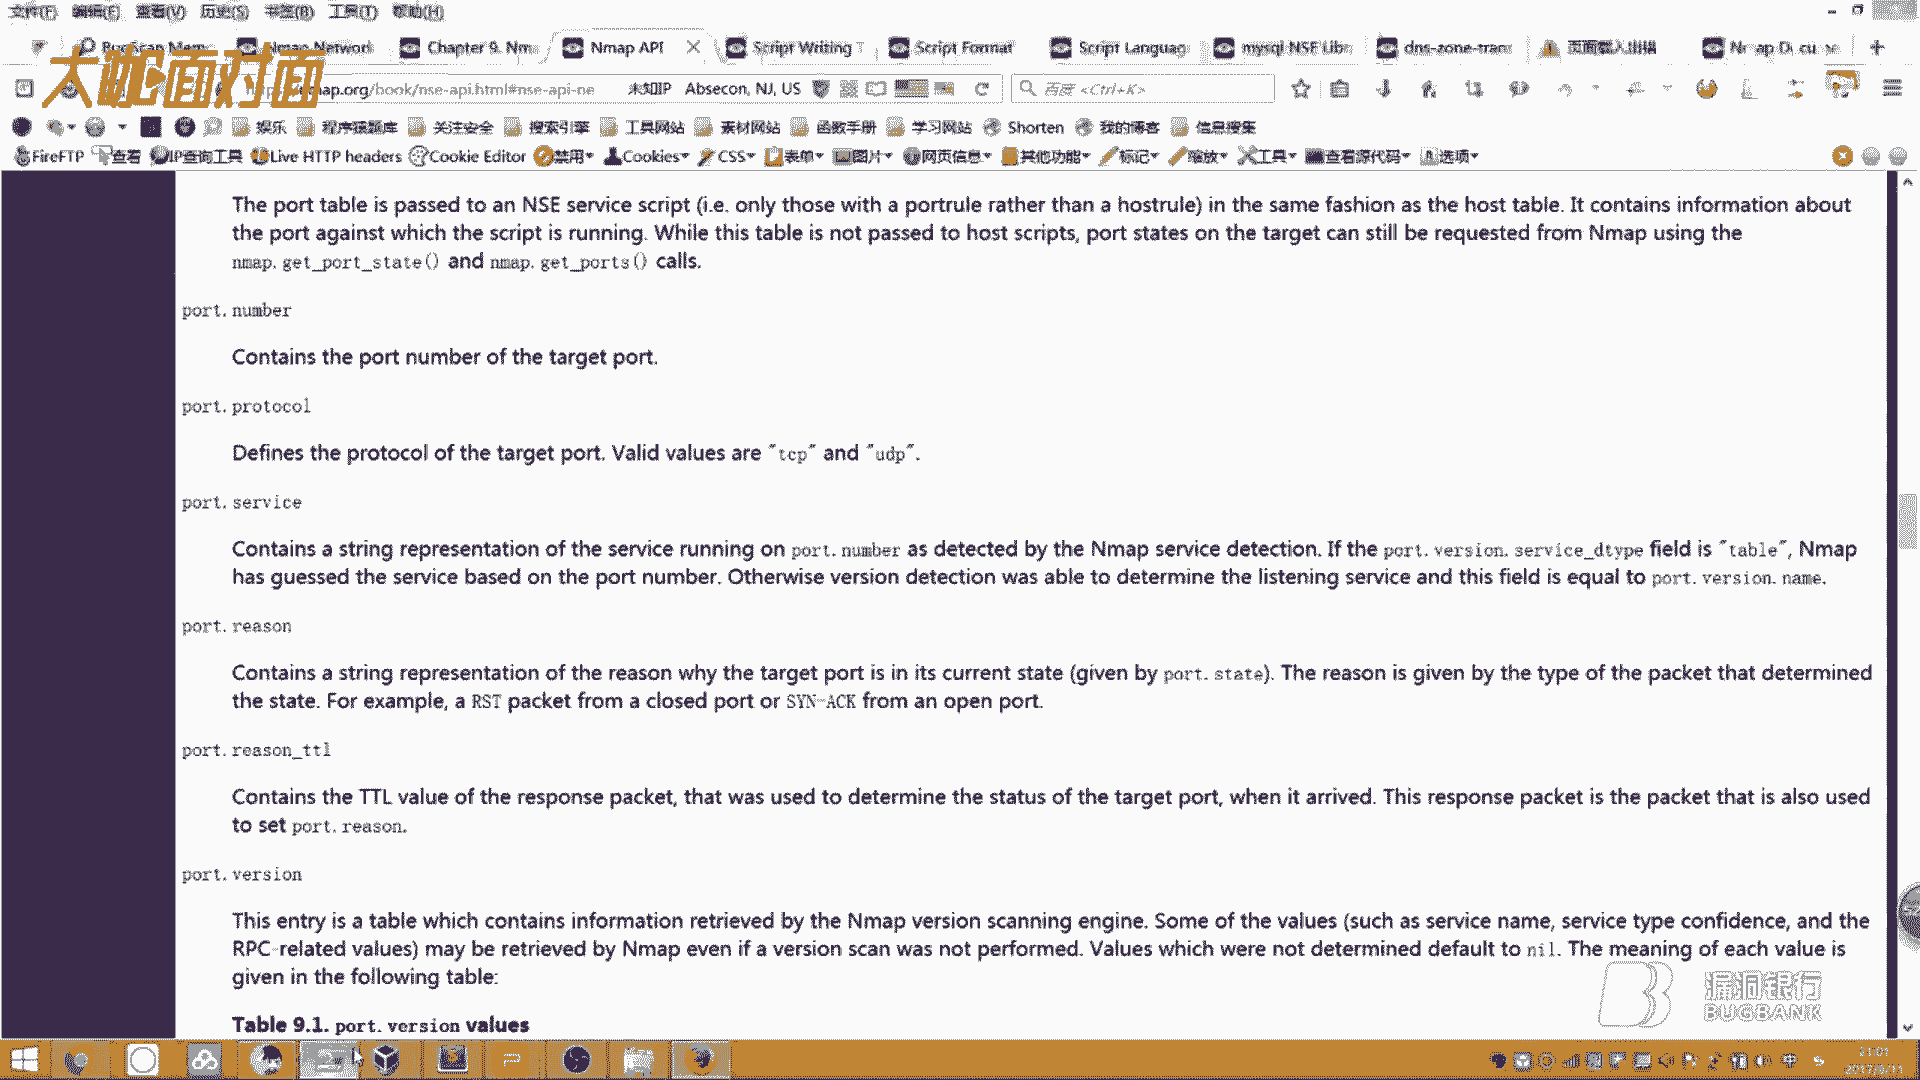 文件(F) 编辑(E) 查看(V) 历史(S) 书签(B) 工具(T) 帮助(H)
Nmap Network
Chapter 9. Nm
Nmap API
Script Writing T
Script Format
Script Languag
mysql NSE Libr
dns-zone-trans
页面载入出错
大咖面对面
map.org/book/nse-api.html#nse-api-ne
未知IP Absecon, NJ, US
百度 <Ctrl+K>
娱乐 程序猿题库 关注安全 搜索引擎 工具网站 素材网站 函数手册 学习网站 Shorten 我的博客 信息搜集
FireFTP 查看 IP查询工具 Live HTTP headers Cookie Editor 禁用 Cookies CSS 表单 图片 网页信息 其他功能 标记 缩放 工具 查看源代码 选项
The port table is passed to an NSE service script (i.e. only those with a portrule rather than a hostrule) in the same fashion as the host table. It contains information about
the port against which the script is running. While this table is not passed to host scripts, port states on the target can still be requested from Nmap using the
nmap.get_port_state() and nmap.get_ports() calls.
port.number
Contains the port number of the target port.
port.protocol
Defines the protocol of the target port. Valid values are "tcp" and "udp".
port.service
Contains a string representation of the service running on port.number as detected by the Nmap service detection. If the port.version.service_dtype field is "table", Nmap
has guessed the service based on the port number. Otherwise version detection was able to determine the listening service and this field is equal to port.version.name.
port.reason
Contains a string representation of the reason why the target port is in its current state (given by port.state). The reason is given by the type of the packet that determined
the state. For example, a RST packet from a closed port or SYN-ACK from an open port.
port.reason_ttl
Contains the TTL value of the response packet, that was used to determine the status of the target port, when it arrived. This response packet is the packet that is also used
to set port.reason.
port.version
This entry is a table which contains information retrieved by the Nmap version scanning engine. Some of the values (such as service name, service type confidence, and the
RPC-related values) may be retrieved by Nmap even if a version scan was not performed. Values which were not determined default to nil. The meaning of each value is
given in the following table:
Table 9.1. port.version values
漏洞银行
BUGBANK
21:01
2017/6/11